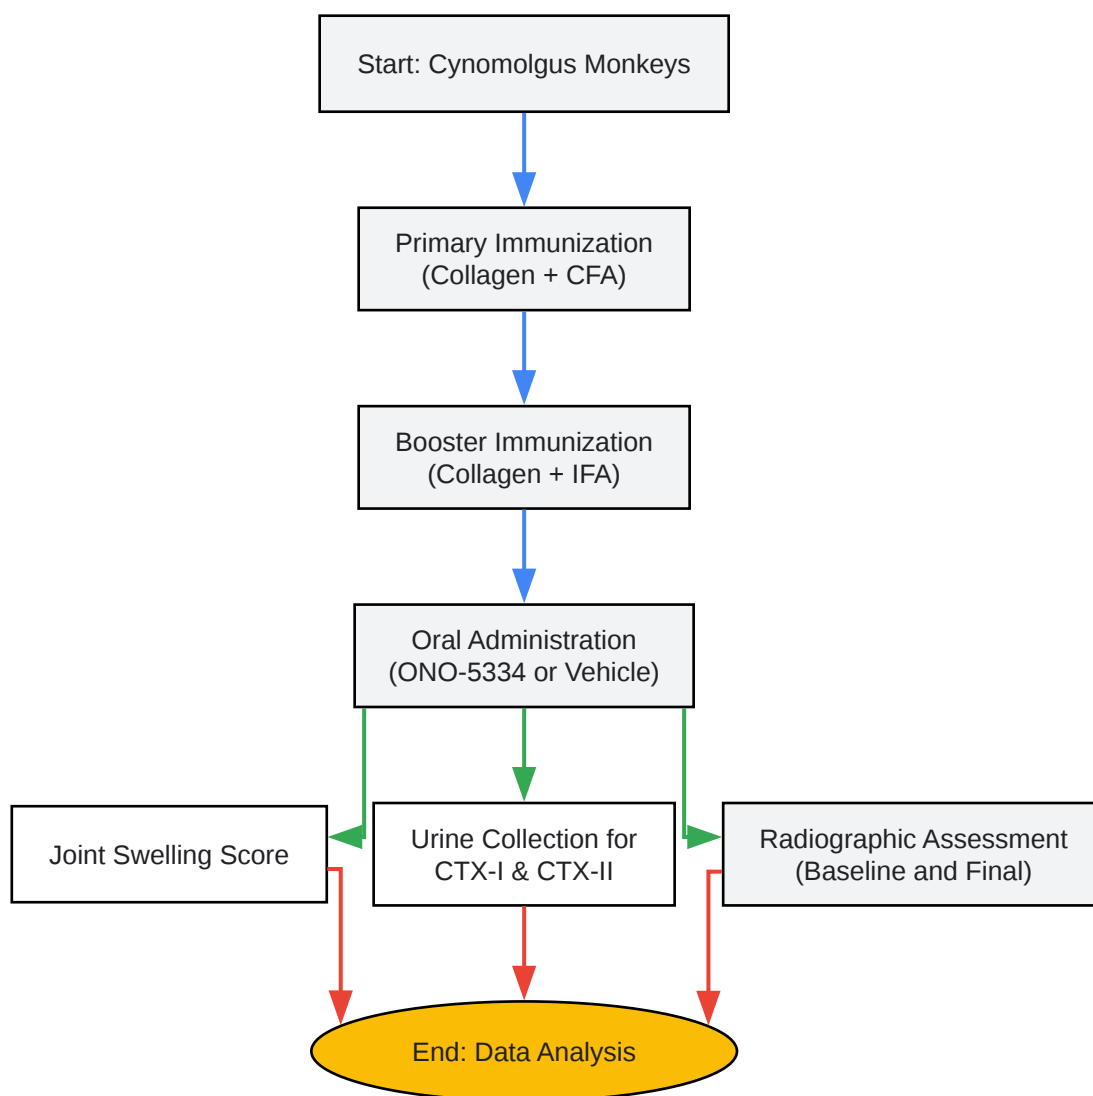 Start: Cynomolgus Monkeys
Primary Immunization
(Collagen + CFA)
Booster Immunization
(Collagen + IFA)
Oral Administration
(ONO-5334 or Vehicle)
Joint Swelling Score
Urine Collection for
CTX-I & CTX-II
Radiographic Assessment
(Baseline and Final)
End: Data Analysis